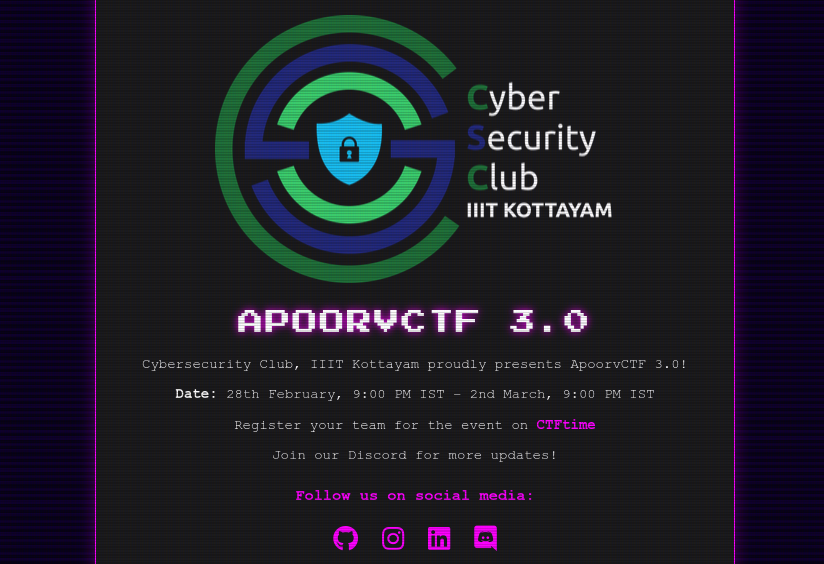 Cyber
Security
Club
IIIT KOTTAYAM
APOORVCTF 3.0
Cybersecurity Club, IIIT Kottayam proudly presents ApoorvCTF 3.0!
Date: 28th February, 9:00 PM IST - 2nd March, 9:00 PM IST
Register your team for the event on CTFtime
Join our Discord for more updates!
Follow us on social media:
in